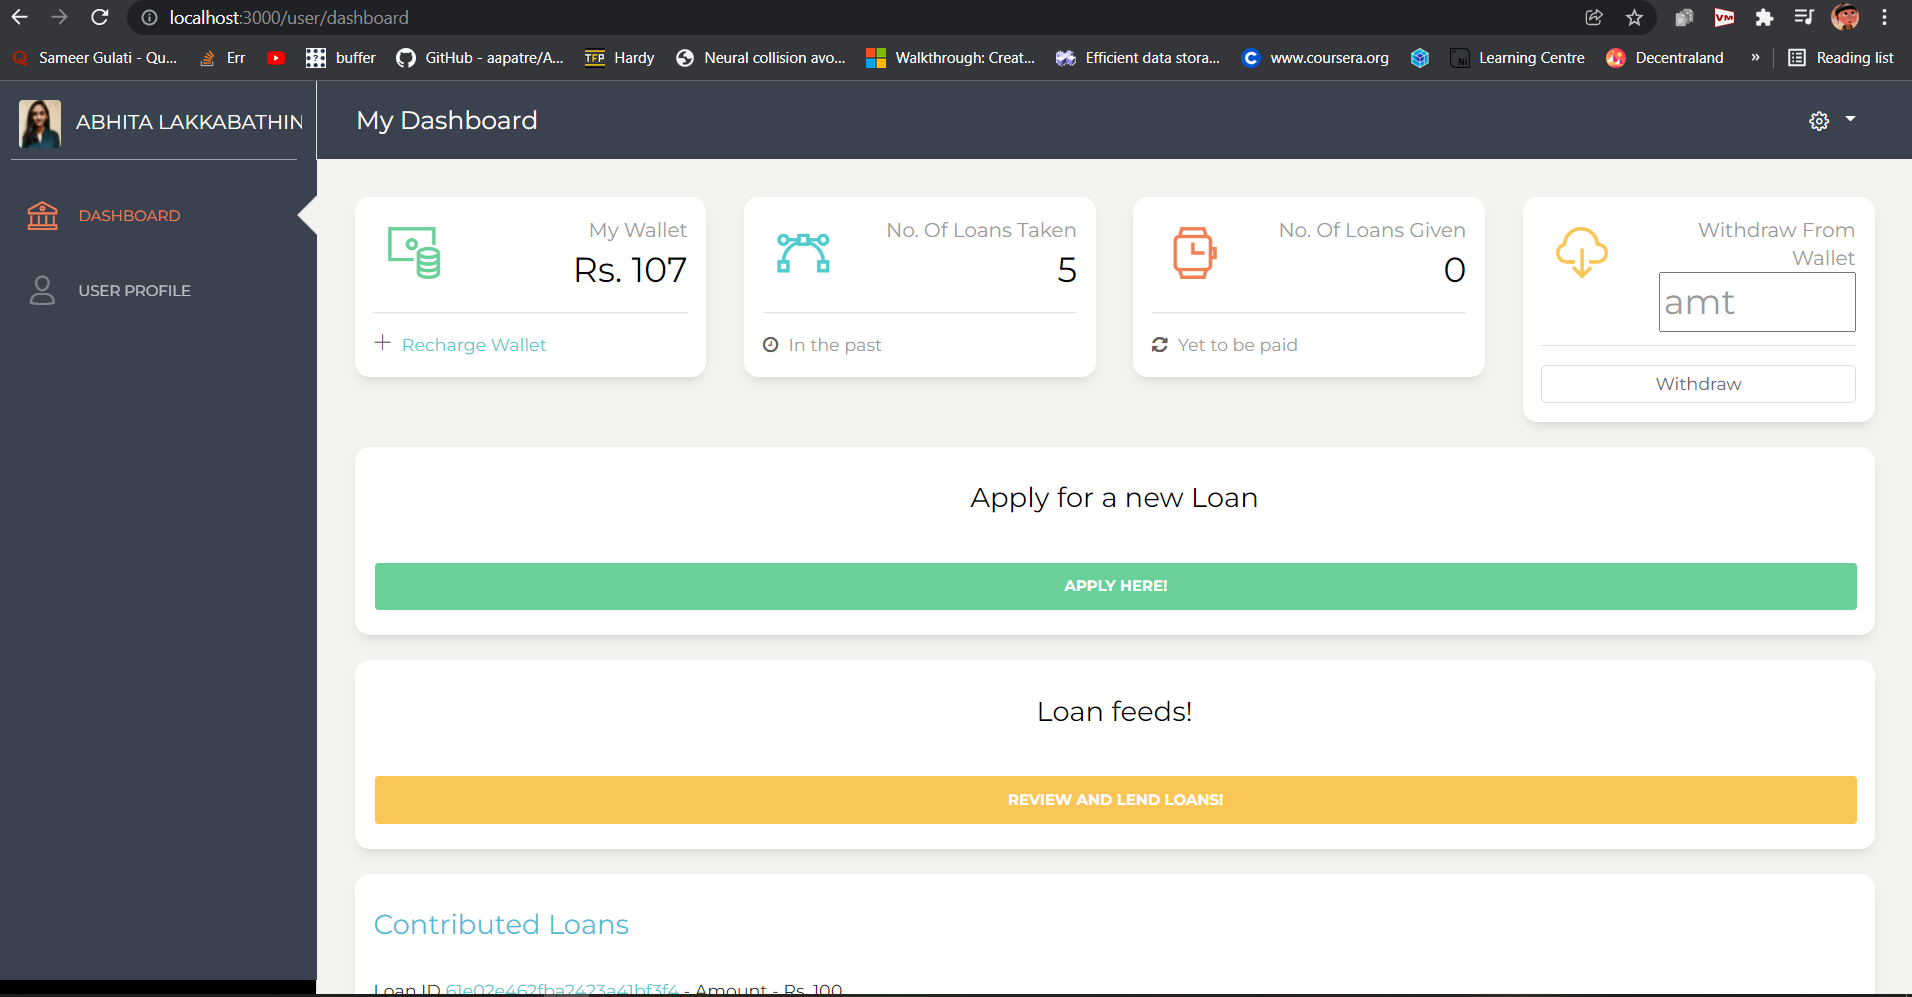 localhost:3000/user/dashboard
Sameer Gulati - Qu... Err buffer GitHub - aapatre/A... TFP Hardy Neural collision avo... Walkthrough: Creat... Efficient data stora... C www.coursera.org Ni Learning Centre Decentraland » Reading list
VM
ABHITA LAKKABATHIN
My Dashboard
DASHBOARD
USER PROFILE
My Wallet
Rs. 107
+ Recharge Wallet
No. Of Loans Taken
5
In the past
No. Of Loans Given
0
Yet to be paid
Withdraw From
Wallet
amt
Withdraw
Apply for a new Loan
APPLY HERE!
Loan feeds!
REVIEW AND LEND LOANS!
Contributed Loans
Loan ID 61e02e462fba2423a41bf3f4 - Amount - Rs. 100